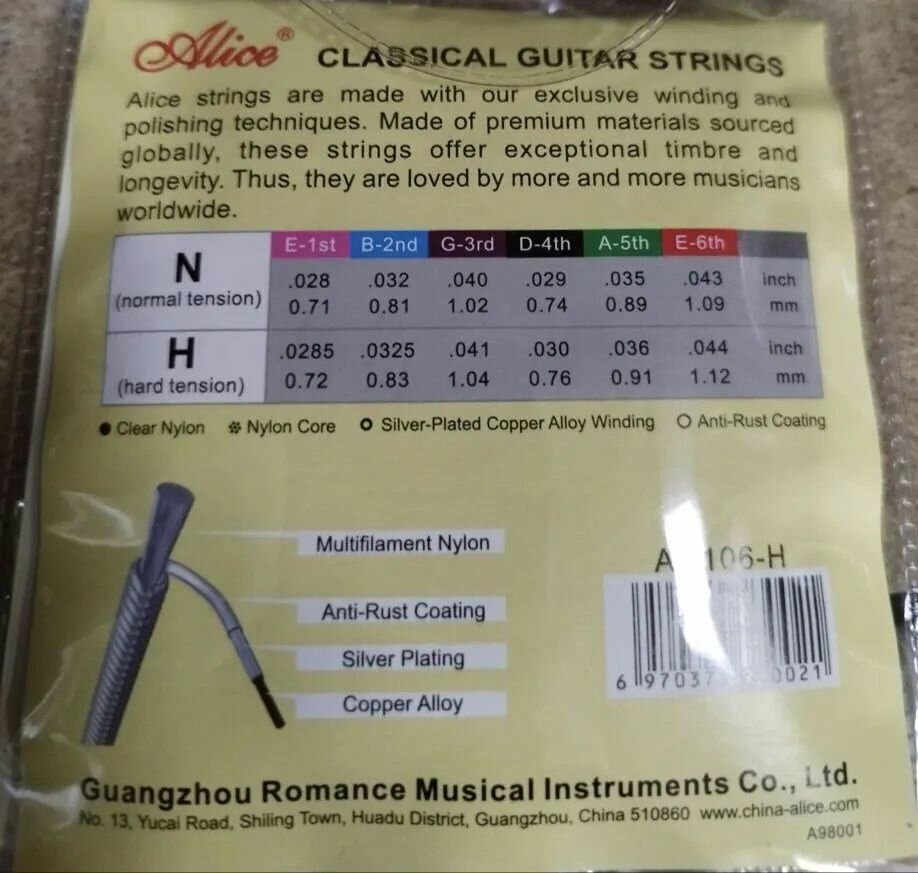 Alice® CLASSICAL GUITAR STRINGS
Alice strings are made with our exclusive winding and
polishing techniques. Made of premium materials sourced
globally, these strings offer exceptional timbre and
longevity. Thus, they are loved by more and more musicians
worldwide.
E-1st B-2nd G-3rd D-4th A-5th E-6th
N .028 .032 .040 .029 .035 .043 inch
(normal tension) 0.71 0.81 1.02 0.74 0.89 1.09 mm
H .0285 .0325 .041 .030 .036 .044 inch
(hard tension) 0.72 0.83 1.04 0.76 0.91 1.12 mm
Clear Nylon Nylon Core Silver-Plated Copper Alloy Winding Anti-Rust Coating
Multifilament Nylon
Anti-Rust Coating
Silver Plating
Copper Alloy
Guangzhou Romance Musical Instruments Co., Ltd.
No. 13, Yucai Road, Shiling Town, Huadu District, Guangzhou, China 510860 www.china-alice.com
A98001